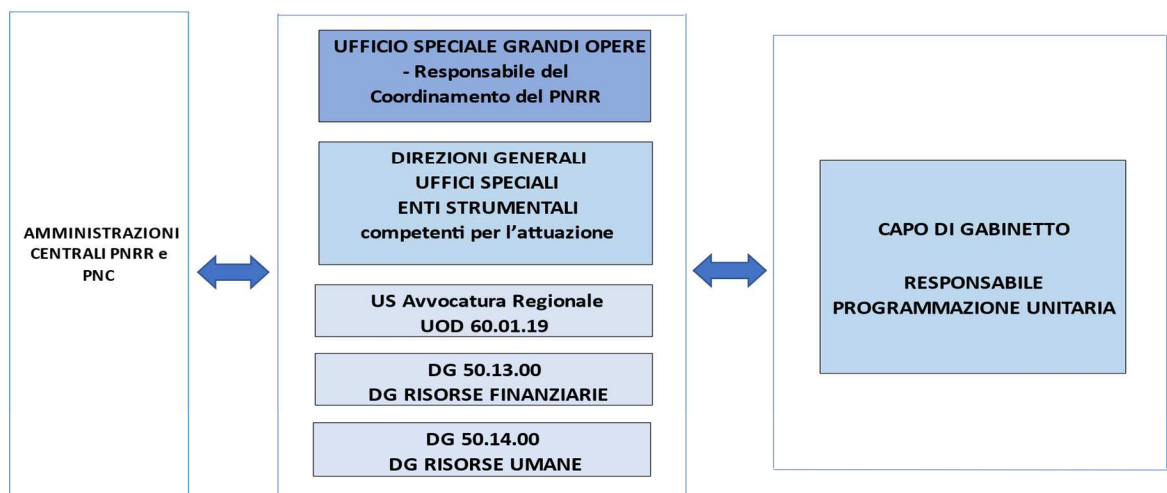 AMMINISTRAZIONI
CENTRALI PNRR e
PNC
UFFICIO SPECIALE GRANDI OPERE
- Responsabile del
Coordinamento del PNRR
DIREZIONI GENERALI
UFFICI SPECIALI
ENTI STRUMENTALI
competenti per l'attuazione
US Avvocatura Regionale
UOD 60.01.19
DG 50.13.00
DG RISORSE FINANZIARIE
DG 50.14.00
DG RISORSE UMANE
CAPO DI GABINETTO
RESPONSABILE
PROGRAMMAZIONE UNITARIA